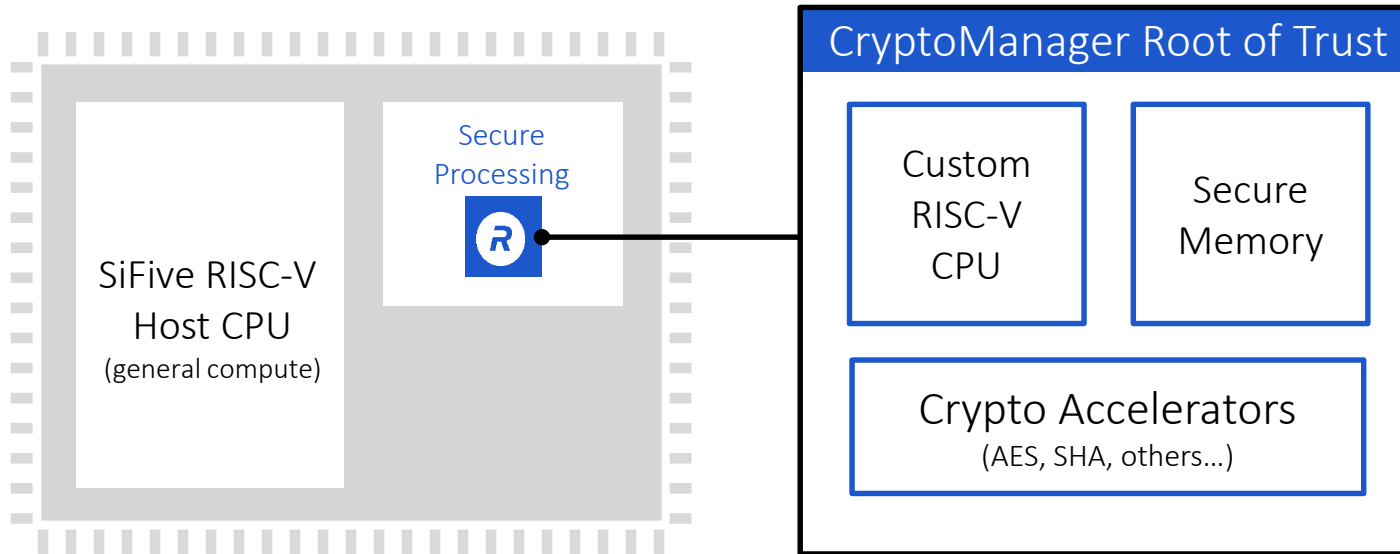 SiFive RISC-V
Host CPU
(general compute)
Secure
Processing
R
CryptoManager Root of Trust
Custom
RISC-V
CPU
Secure
Memory
Crypto Accelerators
(AES, SHA, others…)